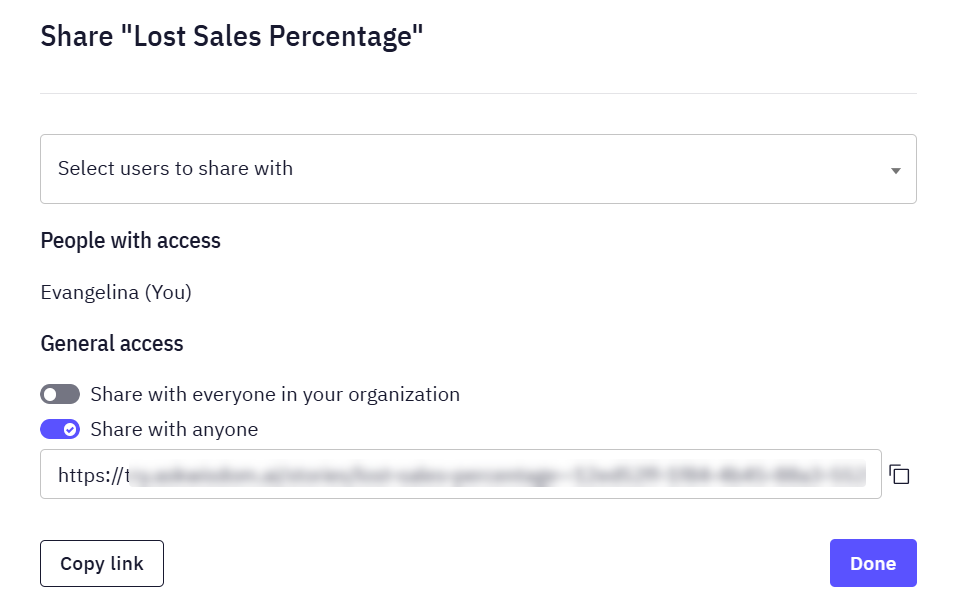 Share "Lost Sales Percentage"
Select users to share with
People with access
Evangelina (You)
General access
Share with everyone in your organization
Share with anyone
https://t
Copy link
Done